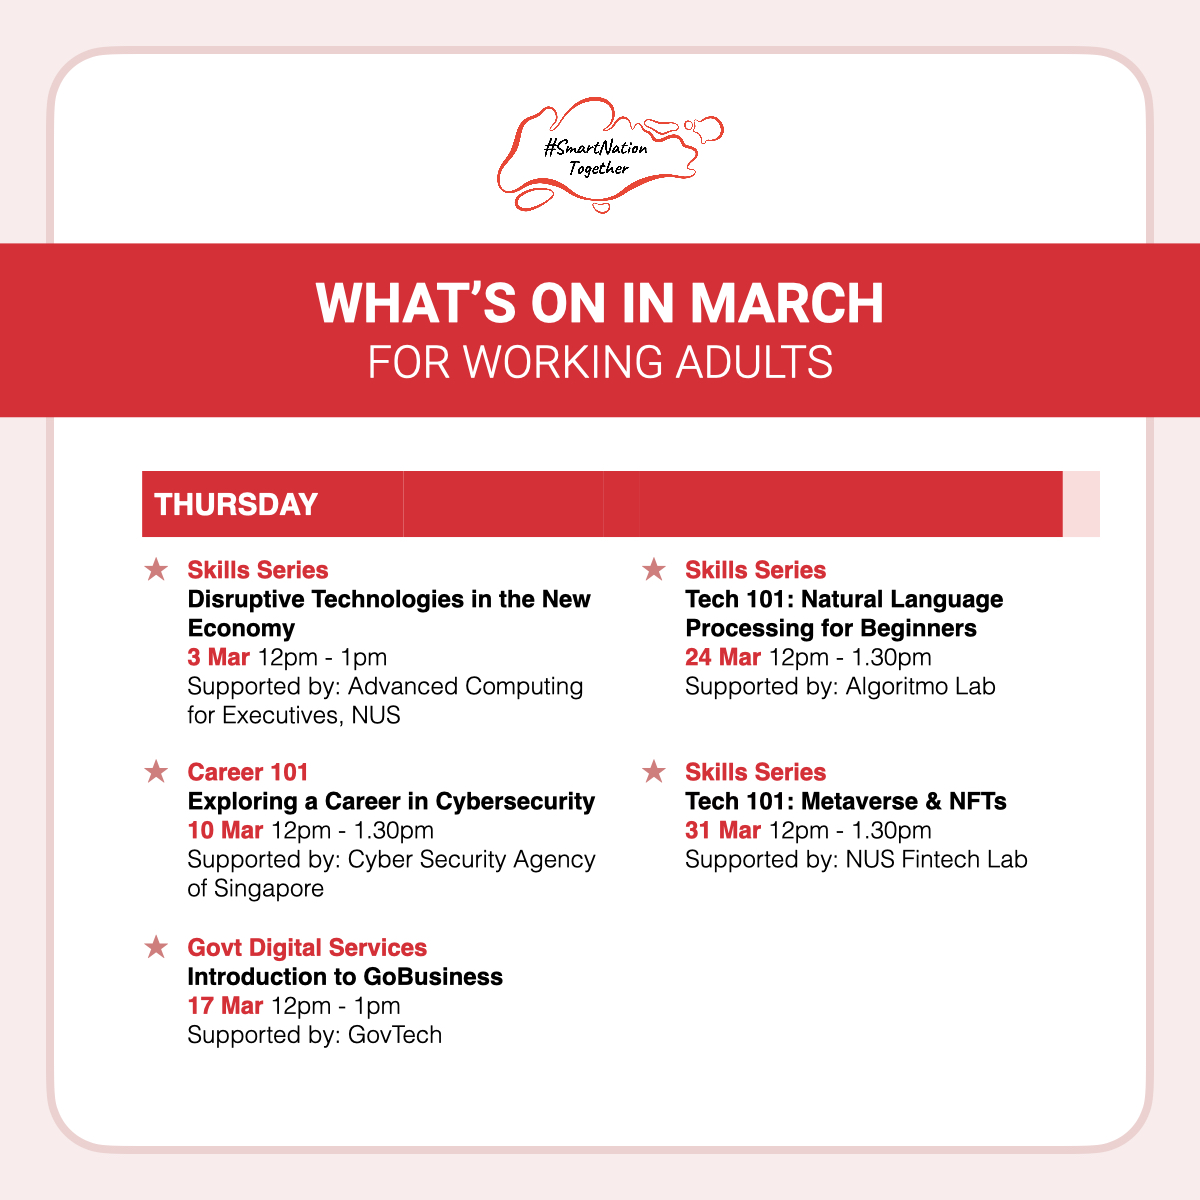 #SmartNation
Together
WHAT’S ON IN MARCH
FOR WORKING ADULTS
THURSDAY
Skills Series
Disruptive Technologies in the New
Economy
3 Mar 12pm - 1pm
Supported by: Advanced Computing
for Executives, NUS
Career 101
Exploring a Career in Cybersecurity
10 Mar 12pm - 1.30pm
Supported by: Cyber Security Agency
of Singapore
Govt Digital Services
Introduction to GoBusiness
17 Mar 12pm - 1pm
Supported by: GovTech
Skills Series
Tech 101: Natural Language
Processing for Beginners
24 Mar 12pm - 1.30pm
Supported by: Algoritmo Lab
Skills Series
Tech 101: Metaverse & NFTs
31 Mar 12pm - 1.30pm
Supported by: NUS Fintech Lab